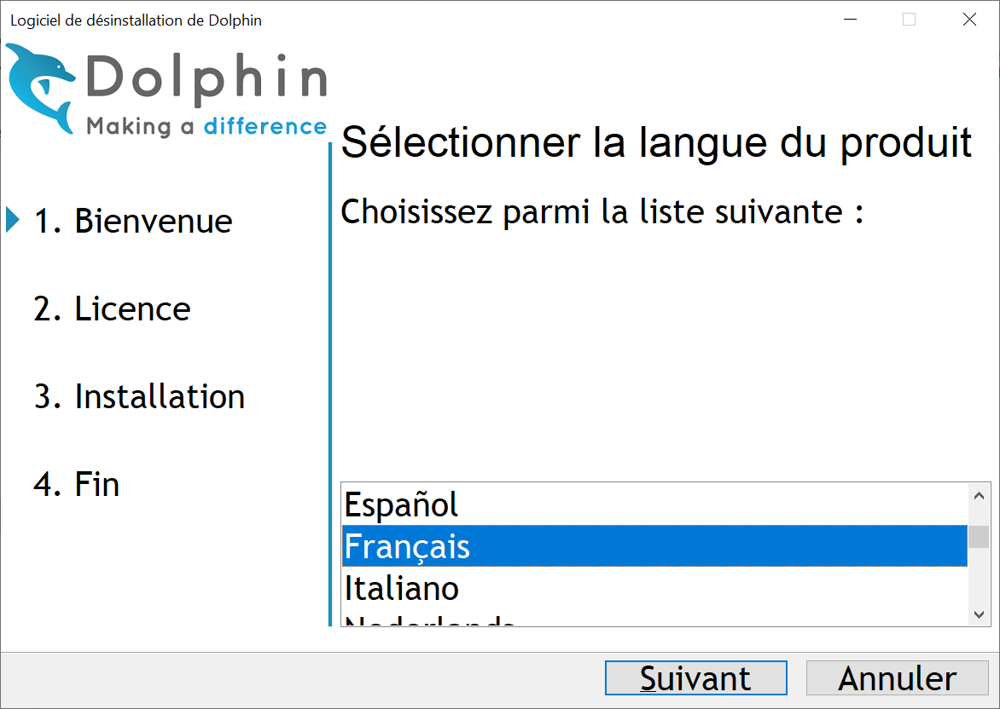 Logiciel de désinstallation de Dolphin
Dolphin
Making a difference
Sélectionner la langue du produit
Choisissez parmi la liste suivante :
1. Bienvenue
2. Licence
3. Installation
4. Fin
Español
Français
Italiano
Nederlands
Suivant
Annuler